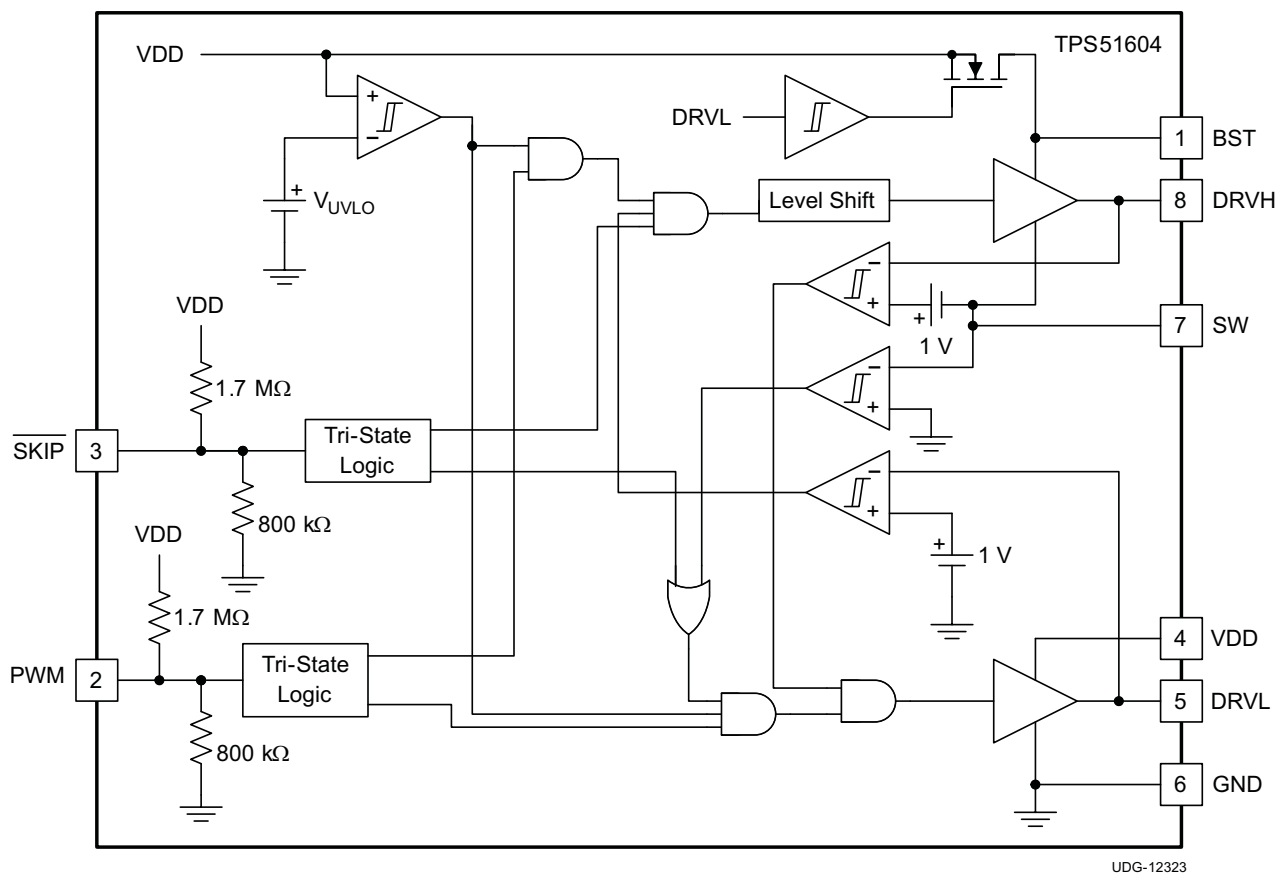 VDD
TPS51604
DRVL
+
−
+
VUVLO
1 BST
Level Shift
8 DRVH
−
+
+
1 V
7 SW
VDD
1.7 MΩ
−
+
SKIP 3
Tri-State
Logic
800 kΩ
−
+
+
1 V
VDD
1.7 MΩ
4 VDD
PWM 2
Tri-State
Logic
5 DRVL
800 kΩ
6 GND
UDG-12323